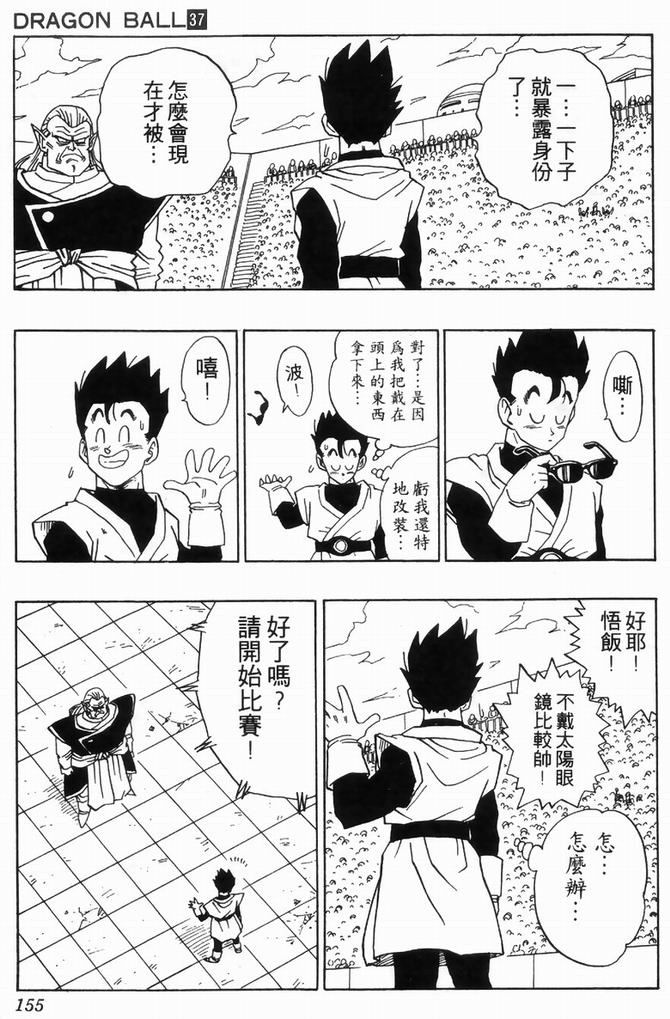 DRAGON BALL 37
一…一下子
就暴露身份
了…
怎麼會現
在才被…
嘶…
對了…是因
爲我把戴在
頭上的東西
拿下來…
虧我還特
地改裝…
波！
嘻！
好耶！
悟飯！
不戴太陽眼
鏡比較帥！
怎…
怎麼辦…
好了嗎？
請開始比賽！
155